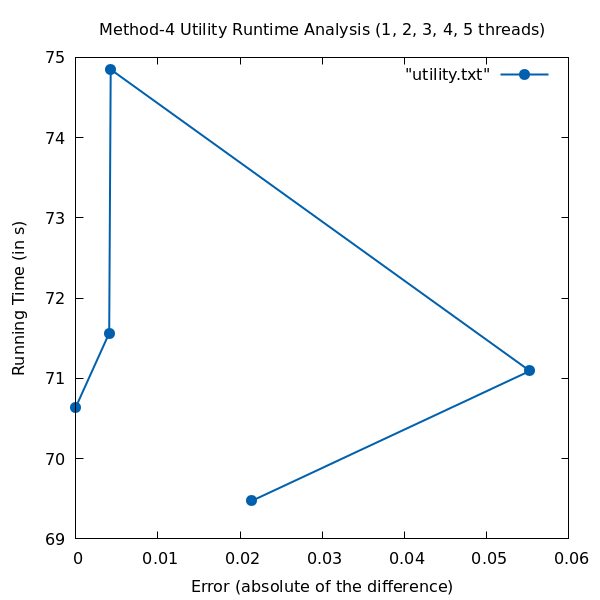 Method-4 Utility Runtime Analysis (1, 2, 3, 4, 5 threads)
"utility.txt"
75
74
73
72
71
70
69
Running Time (in s)
0 0.01 0.02 0.03 0.04 0.05 0.06
Error (absolute of the difference)